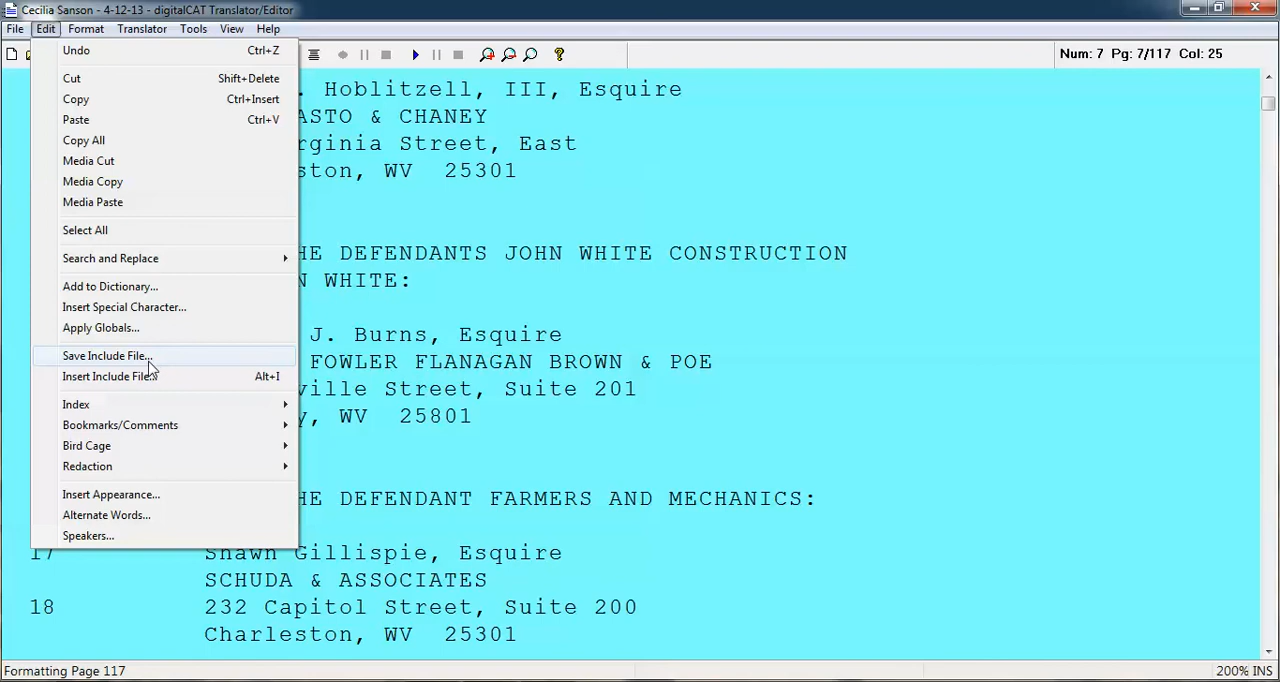 Cecilia Sanson - 4-12-13 - digitalCAT Translator/Editor
File Edit Format Translator Tools View Help
Num: 7 Pg: 7/117 Col: 25
Undo Ctrl+Z
Cut Shift+Delete
Copy Ctrl+Insert
Paste Ctrl+V
Copy All
Media Cut
Media Copy
Media Paste
Select All
Search and Replace
Add to Dictionary...
Insert Special Character...
Apply Globals...
Save Include File...
Insert Include File... Alt+I
Index
Bookmarks/Comments
Bird Cage
Redaction
Insert Appearance...
Alternate Words...
Speakers...
. Hoblitzell, III, Esquire
ASTO & CHANEY
rginia Street, East
ston, WV 25301
HE DEFENDANTS JOHN WHITE CONSTRUCTION
N WHITE:
J. Burns, Esquire
FOWLER FLANAGAN BROWN & POE
ville Street, Suite 201
y, WV 25801
HE DEFENDANT FARMERS AND MECHANICS:
17 Shawn Gillispie, Esquire
SCHUDA & ASSOCIATES
18 232 Capitol Street, Suite 200
Charleston, WV 25301
Formatting Page 117
200% INS